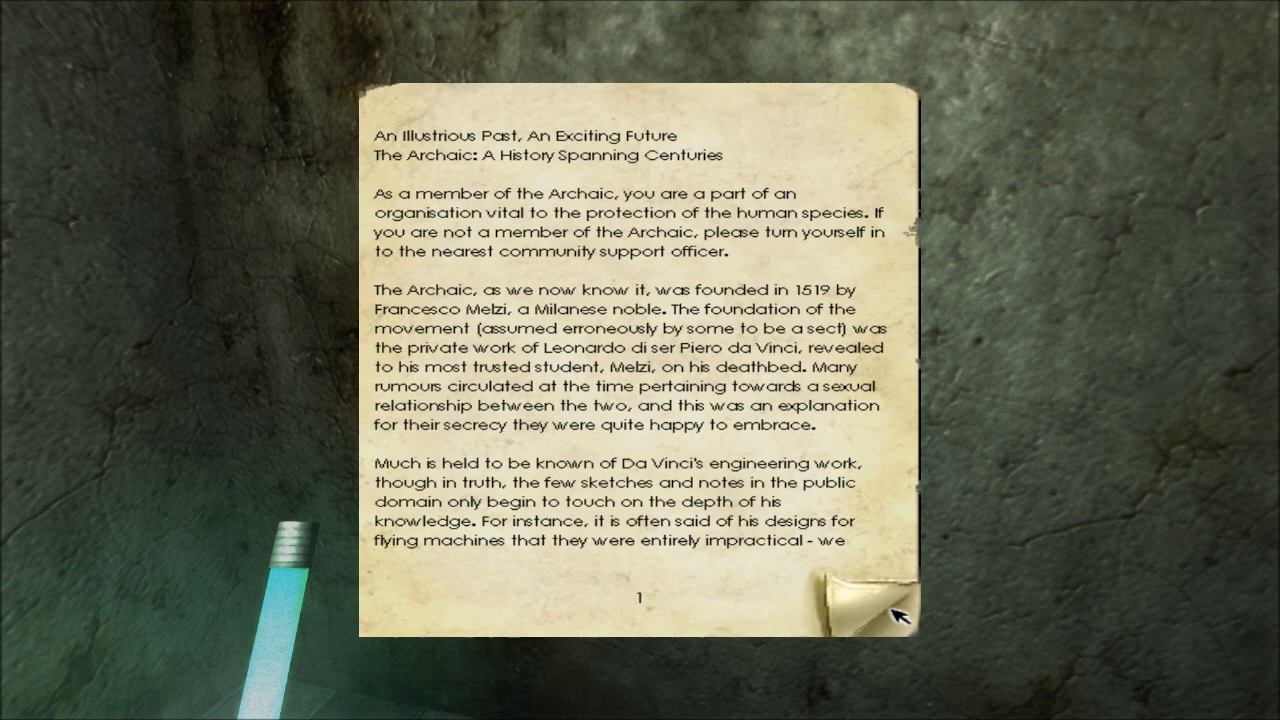 An Illustrious Past, An Exciting Future
The Archaic: A History Spanning Centuries
As a member of the Archaic, you are a part of an
organisation vital to the protection of the human species. If
you are not a member of the Archaic, please turn yourself in
to the nearest community support officer.
The Archaic, as we now know it, was founded in 1519 by
Francesco Melzi, a Milanese noble. The foundation of the
movement (assumed erroneously by some to be a sect) was
the private work of Leonardo di ser Piero da Vinci, revealed
to his most trusted student, Melzi, on his deathbed. Many
rumours circulated at the time pertaining towards a sexual
relationship between the two, and this was an explanation
for their secrecy they were quite happy to embrace.
Much is held to be known of Da Vinci's engineering work,
though in truth, the few sketches and notes in the public
domain only begin to touch on the depth of his
knowledge. For instance, it is often said of his designs for
flying machines that they were entirely impractical - we
1